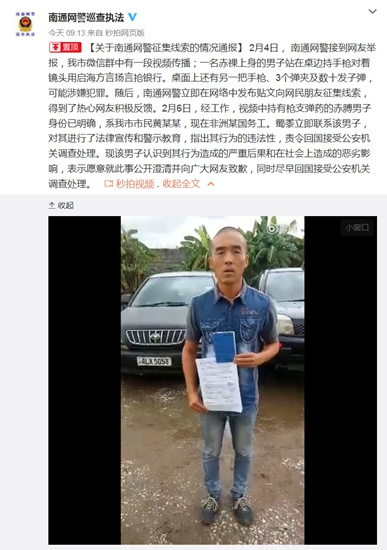 南通网警巡查执法
今天 09:13 来自 秒拍网页版
置顶 【关于南通网警征集线索的情况通报】 2月4日，南通网警接到网友举
报，我市微信群中有一段视频传播；一名赤裸上身的男子站在桌边持手枪对着
镜头用启海方言扬言抢银行。桌面上还有另一把手枪、3个弹夹及数十发子弹，
可能涉嫌犯罪。随后，南通网警立即在网络中发布贴文向网民朋友征集线索，
得到了热心网友积极反馈。2月6日，经工作，视频中持有枪支弹药的赤膊男子
身份已明确，系我市市民黄某某，现在非洲某国务工。蜀黍立即联系该男子，
对其进行了法律宣传和警示教育，指出其行为的违法性，责令回国接受公安机
关调查处理。现该男子认识到其行为造成的严重后果和在社会上造成的恶劣影
响，表示愿意就此事公开澄清并向广大网友致歉，同时尽早回国接受公安机关
调查处理。 秒拍视频 . 收起全文
收起
秒拍
小窗口
ALX 5058